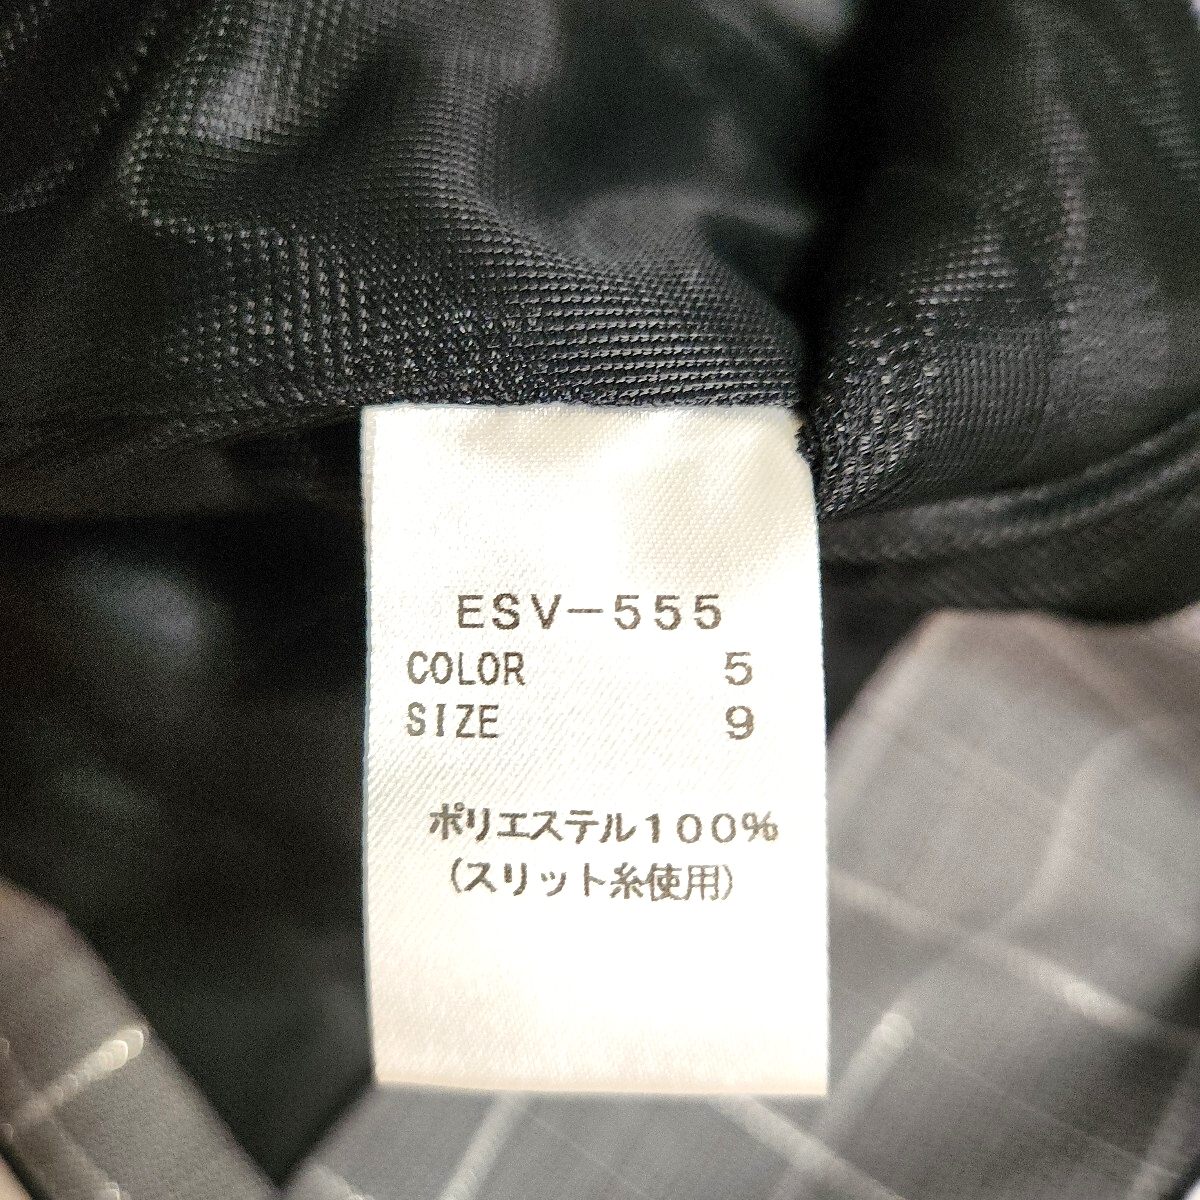 ESV-555
COLOR 5
SIZE 9
ポリエステル100%
(スリット糸使用)